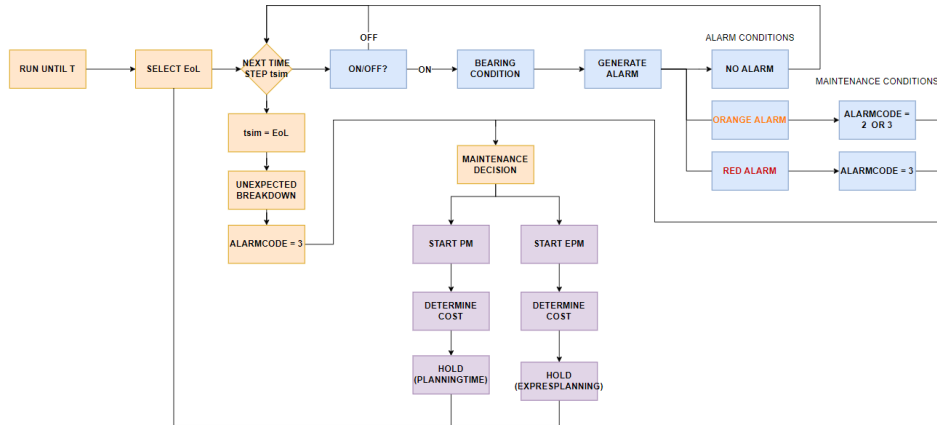 OFF
ALARM CONDITIONS
RUN UNTIL T
SELECT EoL
NEXT TIME
STEP tsim
ON/OFF?
ON
BEARING
CONDITION
GENERATE
ALARM
NO ALARM
MAINTENANCE CONDITIONS
ORANGE ALARM
ALARMCODE =
2 OR 3
RED ALARM
ALARMCODE = 3
tsim = EoL
UNEXPECTED
BREAKDOWN
ALARMCODE = 3
MAINTENANCE
DECISION
START PM
START EPM
DETERMINE
COST
DETERMINE
COST
HOLD
(PLANNINGTIME)
HOLD
(EXPRESPLANNING)